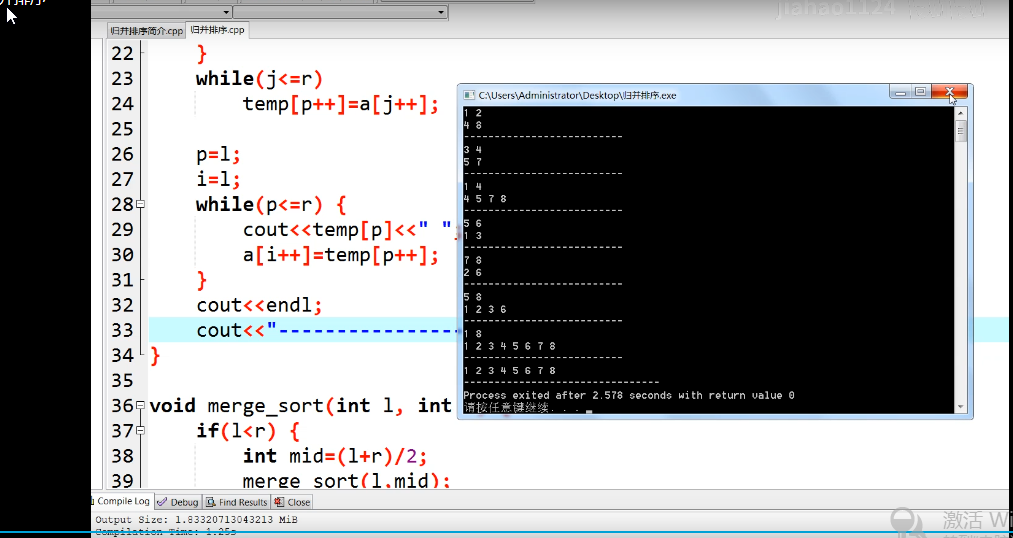 jiahao1124
归并排序简介.cpp 归并排序.cpp
22 }
23 while(j<=r)
24 temp[p++]=a[j++];
25
26 p=l;
27 i=l;
28 while(p<=r) {
29 cout<<temp[p]<<" ";
30 a[i++]=temp[p++];
31 }
32 cout<<endl;
33 cout<<"-----------------
34 }
35
36 void merge_sort(int l, int
37 if(l<r) {
38 int mid=(l+r)/2;
39 merge_sort(l,mid);
C:\Users\Administrator\Desktop\归并排序.exe
1 2
4 8
--------------------------
3 4
5 7
--------------------------
1 4
4 5 7 8
--------------------------
5 6
1 3
--------------------------
7 8
2 6
--------------------------
5 8
1 2 3 6
--------------------------
1 8
1 2 3 4 5 6 7 8
--------------------------
1 2 3 4 5 6 7 8
--------------------------------
Process exited after 2.578 seconds with return value 0
请按任意键继续. . .
Compile Log Debug Find Results Close
Output Size: 1.83320713043213 MiB
Compilation Time: 1.25s
激活 Wi